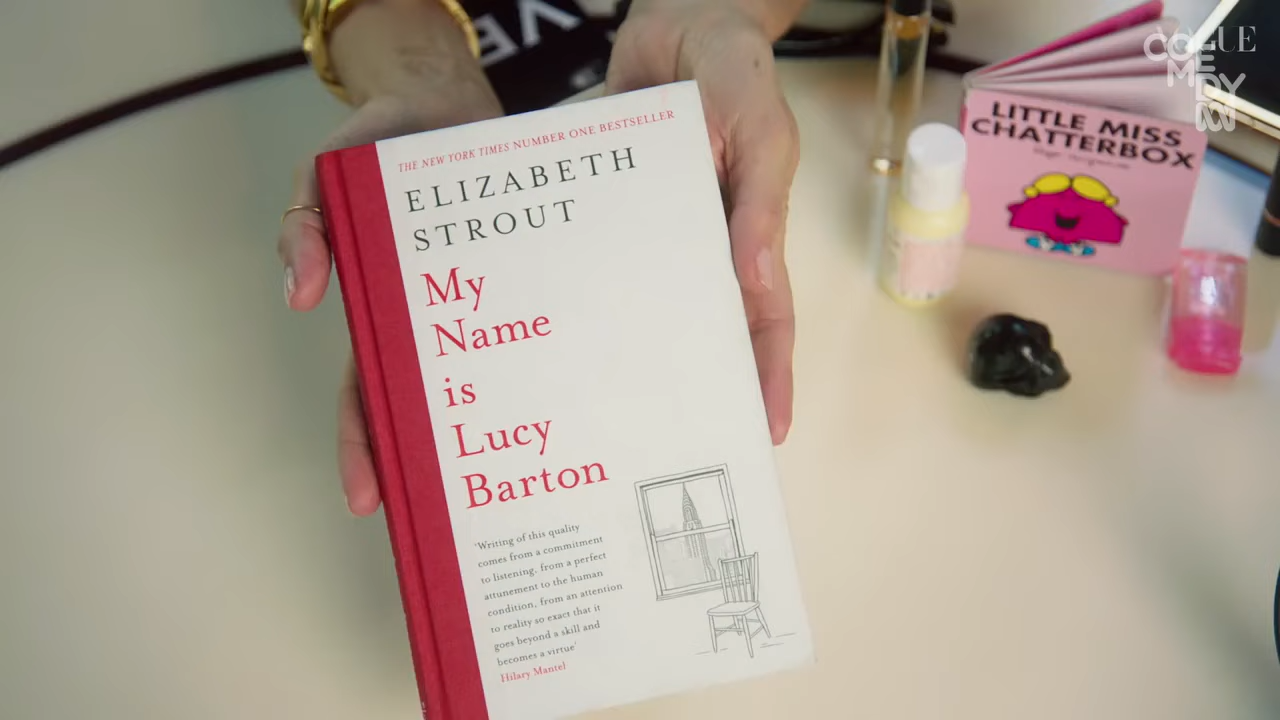 THE NEW YORK TIMES NUMBER ONE BESTSELLER
ELIZABETH
STROUT
My
Name
is
Lucy
Barton
'Writing of this quality
comes from a commitment
to listening, from a perfect
attunement to the human
condition, from an attention
to reality so exact that it
goes beyond a skill and
becomes a virtue'
Hilary Mantel
LITTLE MISS
CHATTERBOX